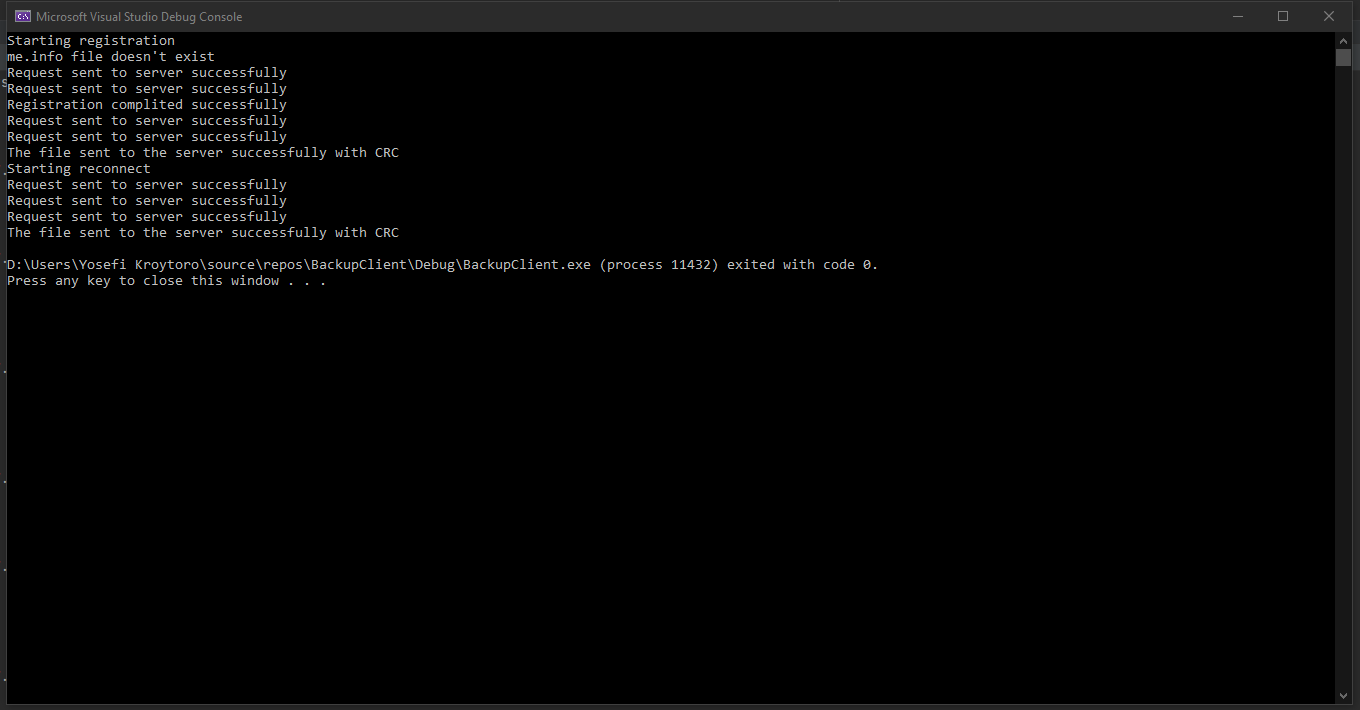 Microsoft Visual Studio Debug Console
Starting registration
me.info file doesn't exist
Request sent to server successfully
Request sent to server successfully
Registration complited successfully
Request sent to server successfully
Request sent to server successfully
The file sent to the server successfully with CRC
Starting reconnect
Request sent to server successfully
Request sent to server successfully
Request sent to server successfully
The file sent to the server successfully with CRC
D:\Users\Yosefi Kroytoro\source\repos\BackupClient\Debug\BackupClient.exe (process 11432) exited with code 0.
Press any key to close this window . . .